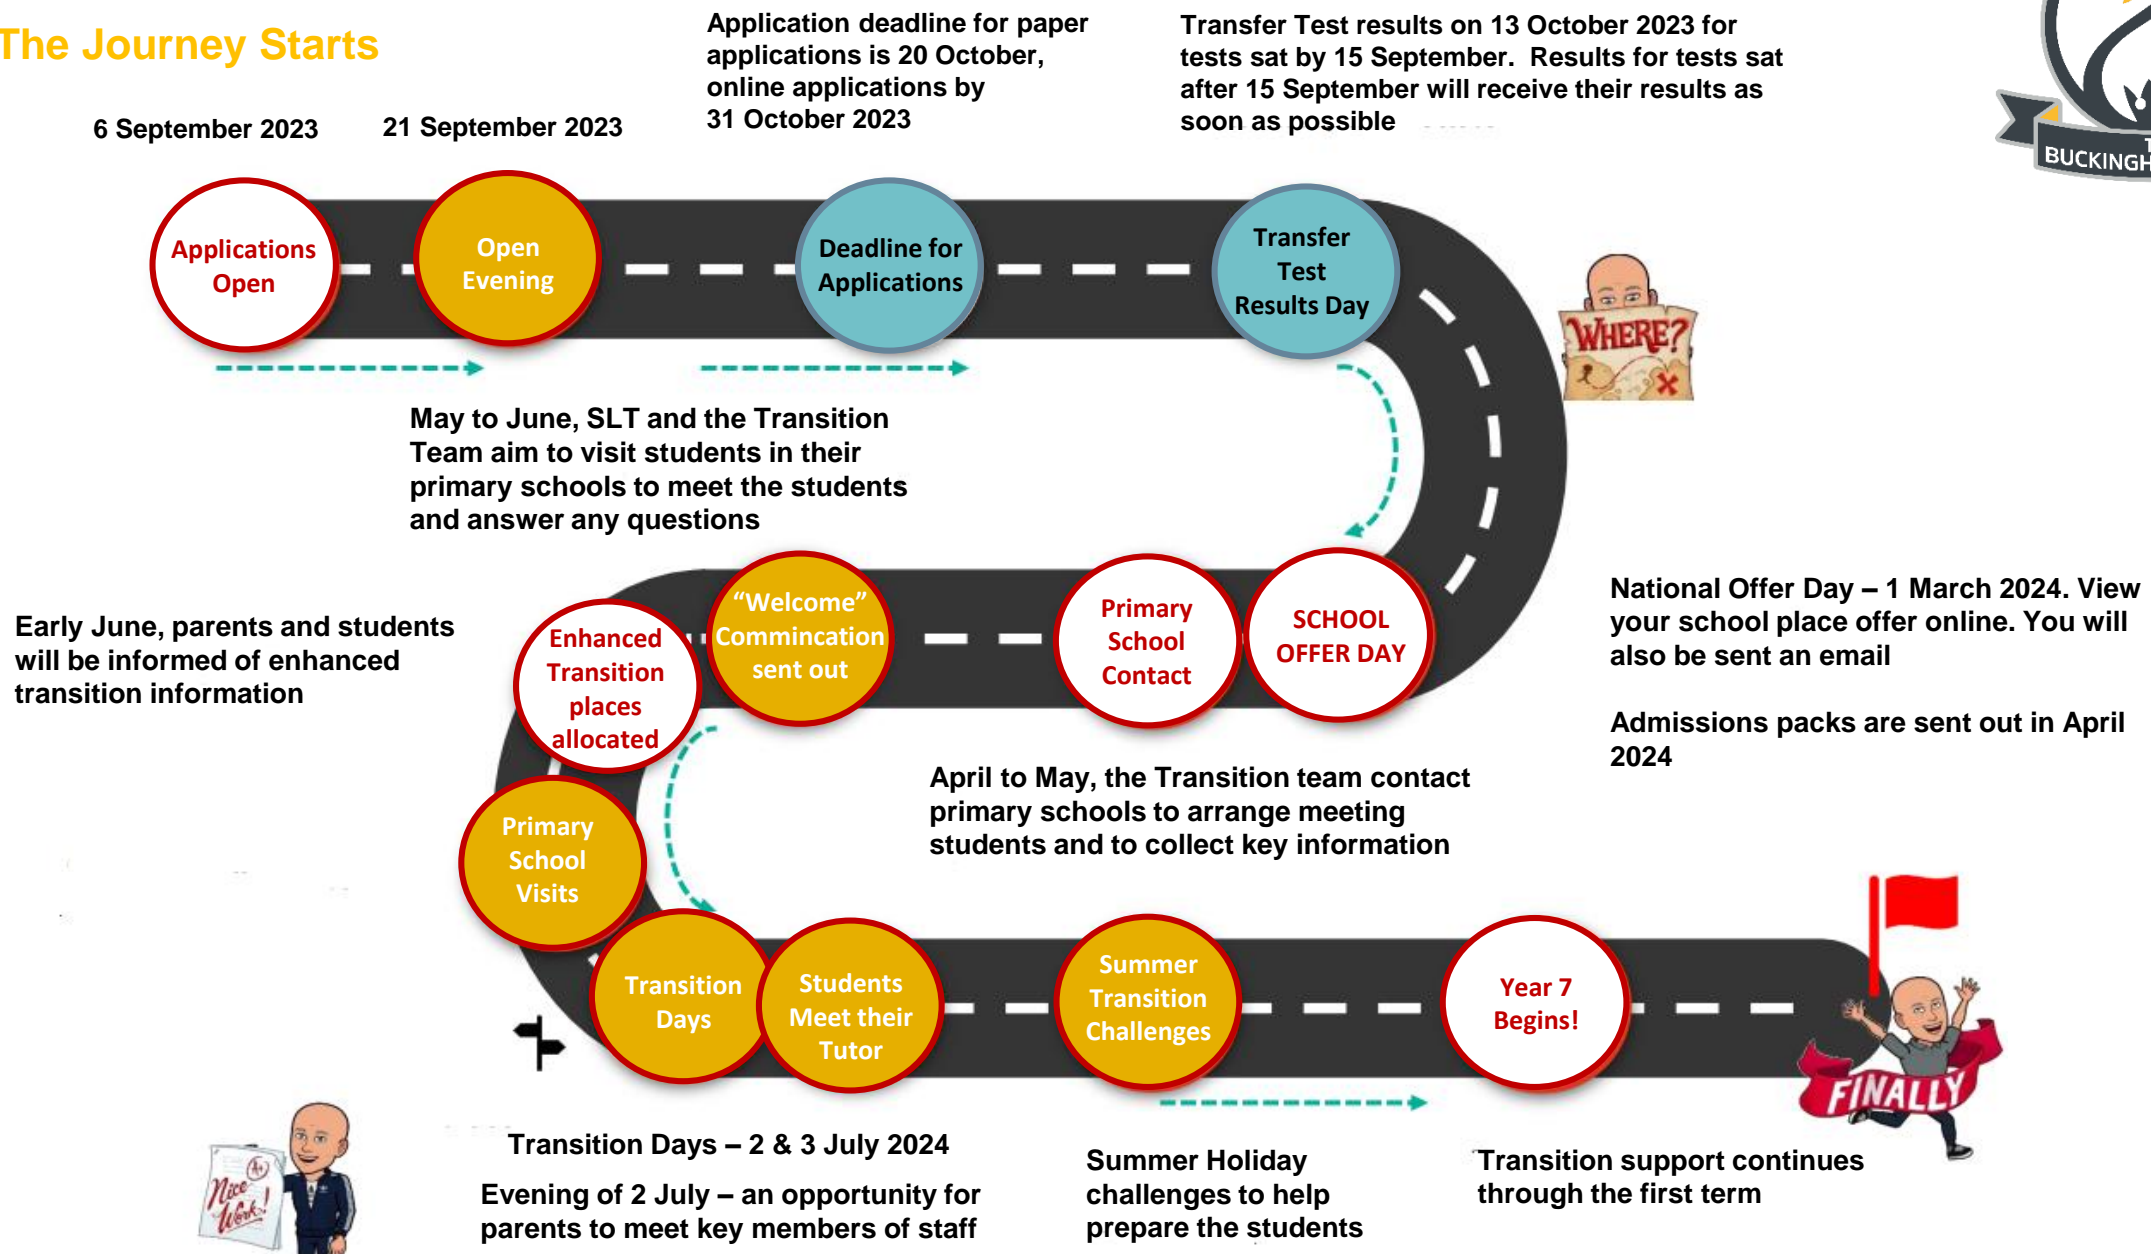 The Journey Starts
6 September 2023
21 September 2023
Application deadline for paper
applications is 20 October,
online applications by
31 October 2023
Transfer Test results on 13 October 2023 for
tests sat by 15 September. Results for tests sat
after 15 September will receive their results as
soon as possible
Applications
Open
Open
Evening
Deadline for
Applications
Transfer
Test
Results Day
WHERE?
May to June, SLT and the Transition
Team aim to visit students in their
primary schools to meet the students
and answer any questions
National Offer Day – 1 March 2024. View
your school place offer online. You will
also be sent an email
Admissions packs are sent out in April
2024
SCHOOL
OFFER DAY
Primary
School
Contact
April to May, the Transition team contact
primary schools to arrange meeting
students and to collect key information
“Welcome”
Commincation
sent out
Enhanced
Transition
places
allocated
Early June, parents and students
will be informed of enhanced
transition information
Primary
School
Visits
Transition
Days
Students
Meet their
Tutor
Summer
Transition
Challenges
Year 7
Begins!
FINALLY
A+
Nice
Work!
Transition Days – 2 & 3 July 2024
Evening of 2 July – an opportunity for
parents to meet key members of staff
Summer Holiday
challenges to help
prepare the students
Transition support continues
through the first term